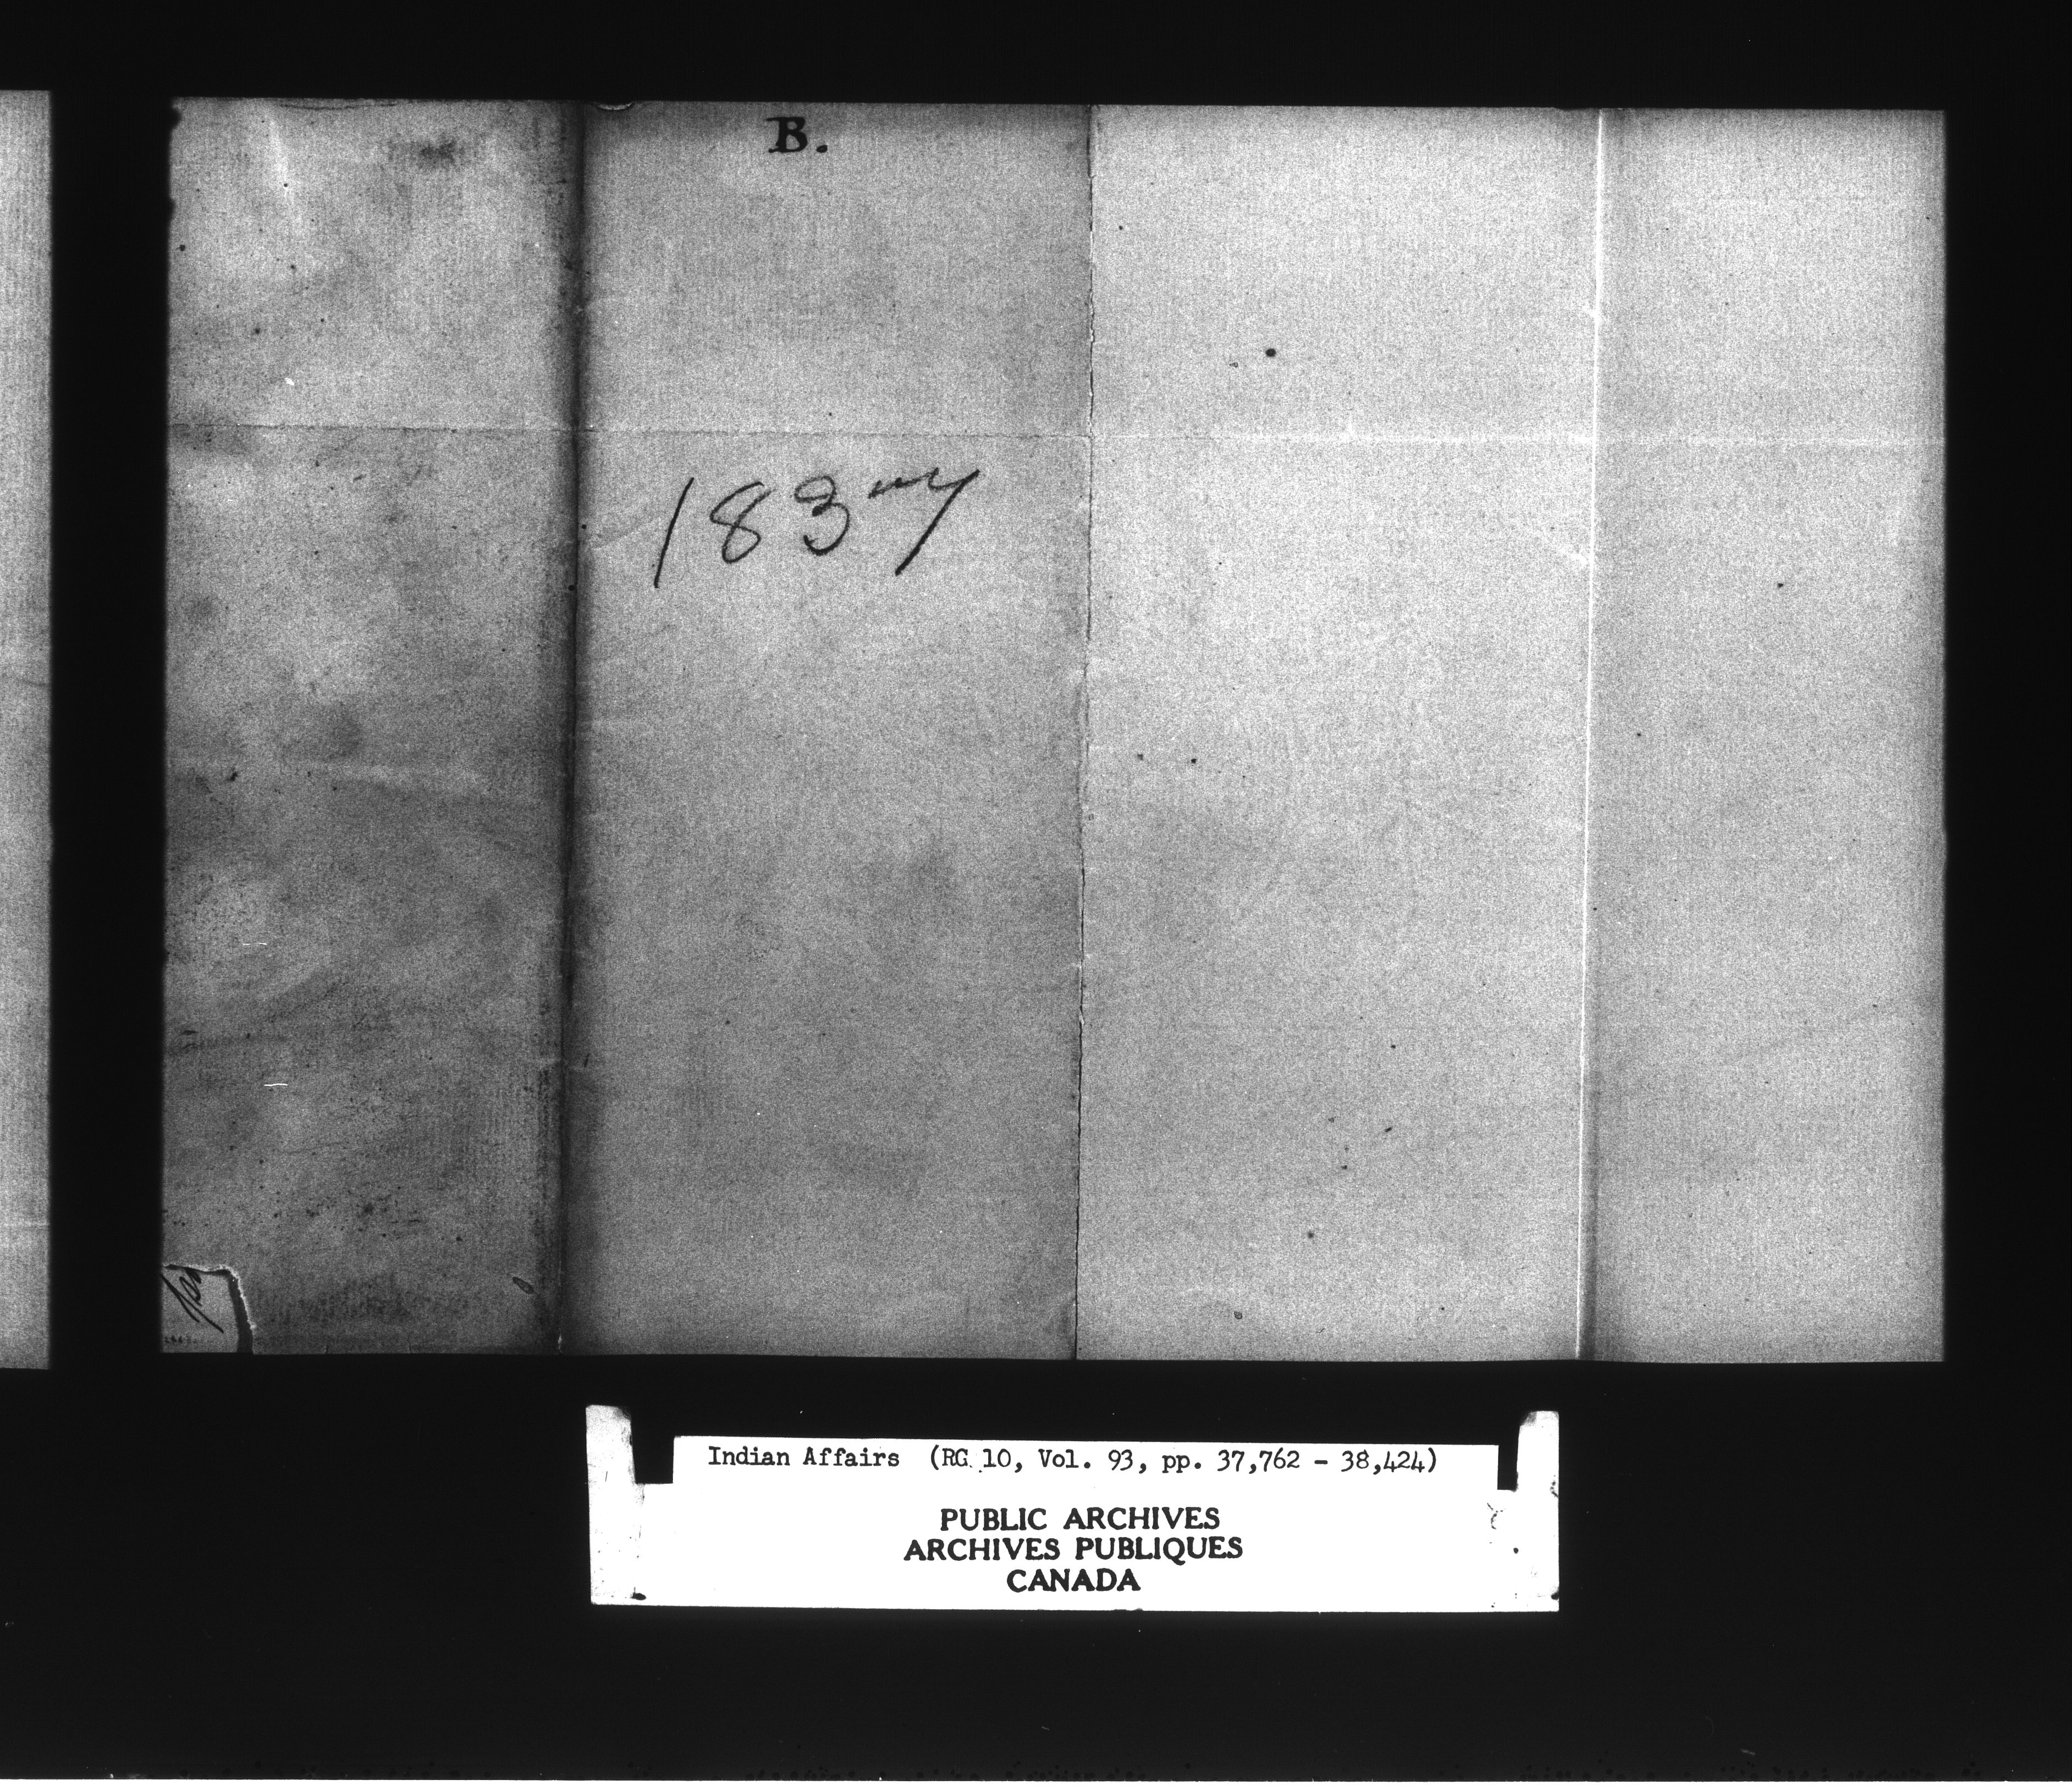 B.
1837
Indian Affairs (RG 10, Vol. 93, pp. 37,762 - 38,424)
PUBLIC ARCHIVES
ARCHIVES PUBLIQUES
CANADA